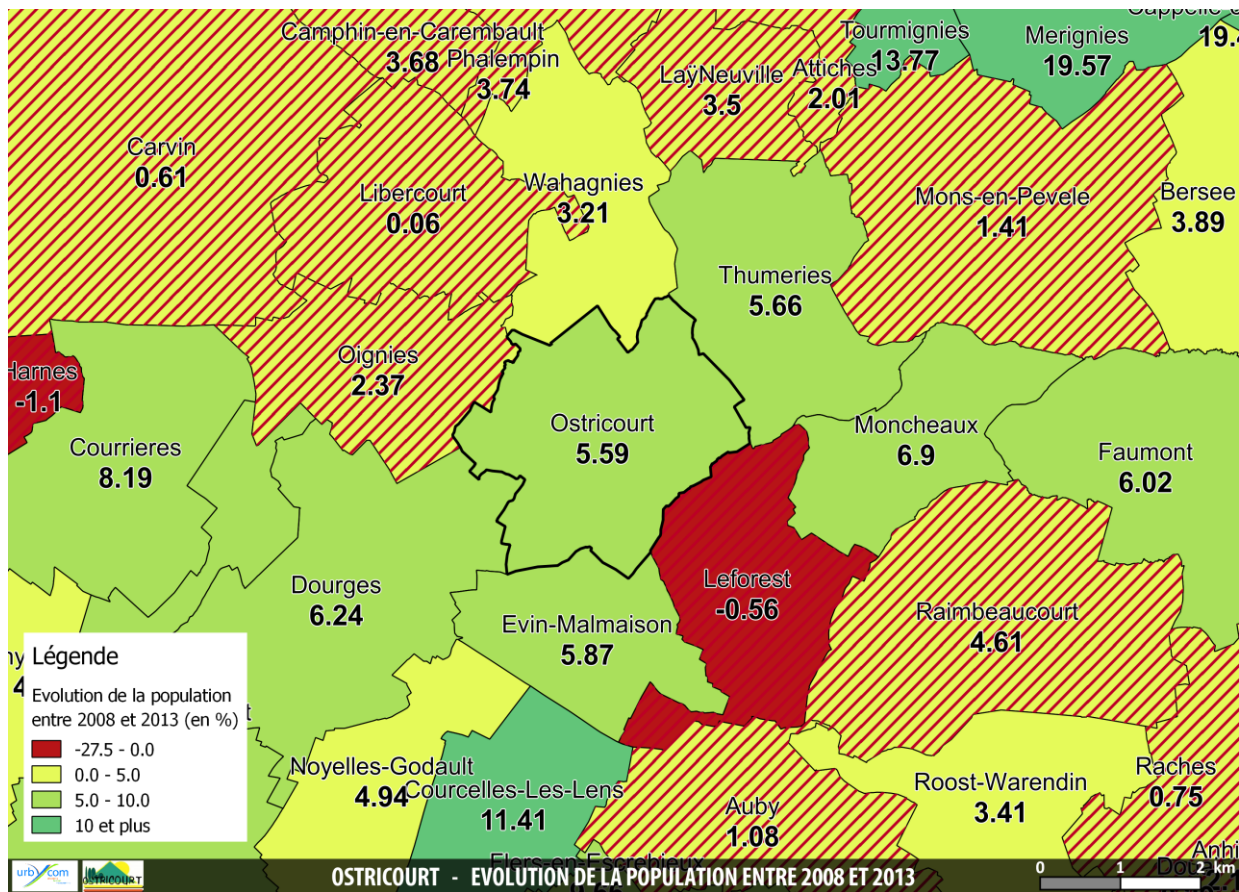 Camphin-en-Carembault
3.68
Phalempin
3.74
LaÿNeuville
3.5
Attiches
2.01
Tourmignies
13.77
Merignies
19.57
Carvin
0.61
Libercourt
0.06
Wahagnies
3.21
Mons-en-Pevele
1.41
Bersee
3.89
Thumeries
5.66
Harnes
-1.1
Oignies
2.37
Courrieres
8.19
Ostricourt
5.59
Moncheaux
6.9
Faumont
6.02
Dourges
6.24
Evin-Malmaison
5.87
Leforest
-0.56
Raimbeaucourt
4.61
Légende
Evolution de la population
entre 2008 et 2013 (en %)
-27.5 - 0.0
0.0 - 5.0
5.0 - 10.0
10 et plus
Noyelles-Godault
4.94
Courcelles-Les-Lens
11.41
Auby
1.08
Roost-Warendin
3.41
Raches
0.75
Flers-en-Escrebieux
urbycom
OSTRICOURT
OSTRICOURT - EVOLUTION DE LA POPULATION ENTRE 2008 ET 2013
0 1 2 km